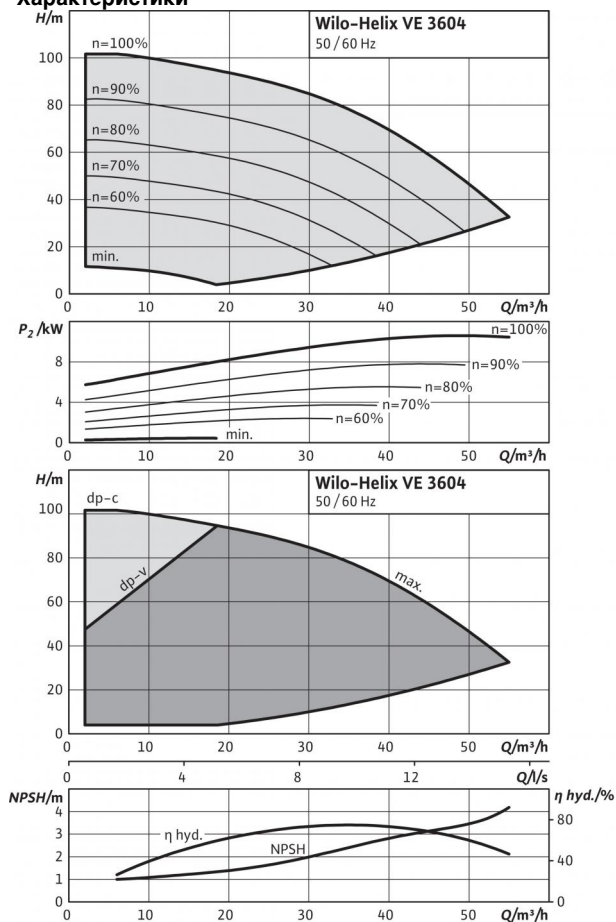 Характеристики
H/m
Wilo-Helix VE 3604
50/60 Hz
n=100%
100
n=90%
80
n=80%
60
n=70%
40
n=60%
20
min.
0
0 10 20 30 40 50 Q/m³/h
P₂/kW
n=100%
8
n=90%
n=80%
4
n=70%
n=60%
min.
0
0 10 20 30 40 50 Q/m³/h
H/m
Wilo-Helix VE 3604
50/60 Hz
dp-c
100
80
dp-v
max.
60
40
20
0
0 10 20 30 40 50 Q/m³/h
0 4 8 12 Q/l/s
NPSH/m
η hyd./%
4
80
3
η hyd.
NPSH
2
40
1
0
0
0 10 20 30 40 50 Q/m³/h